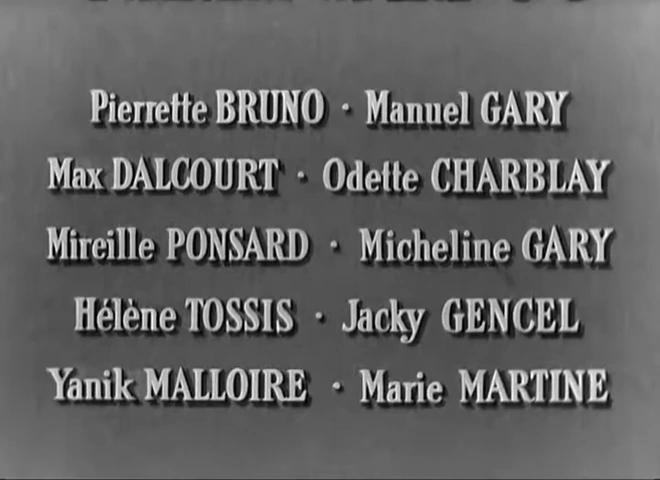 Pierrette BRUNO · Manuel GARY
Max DALCOURT · Odette CHARBLAY
Mireille PONSARD · Micheline GARY
Hélène TOSSIS · Jacky GENCEL
Yanik MALLOIRE · Marie MARTINE